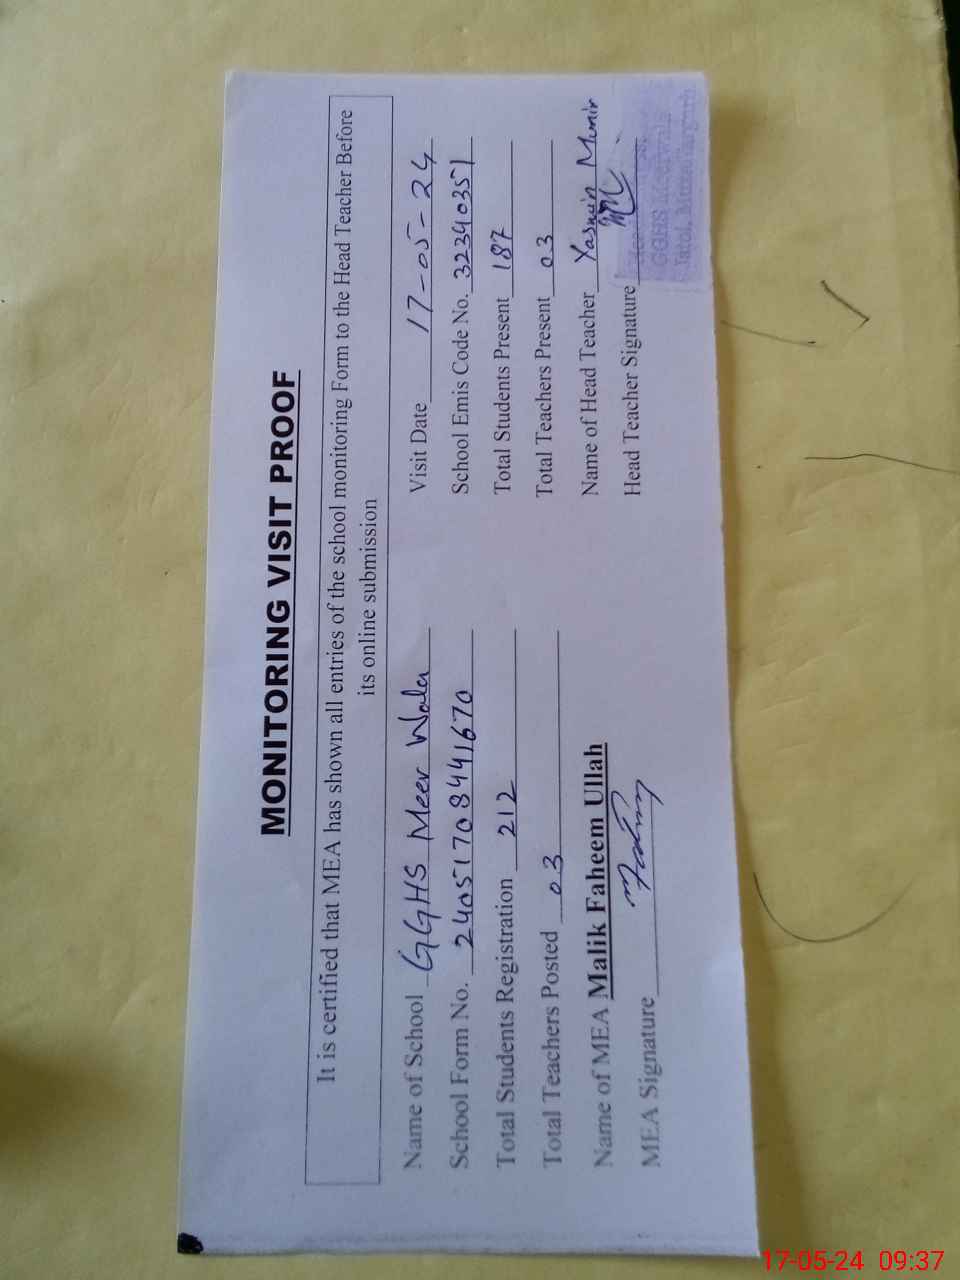 MONITORING VISIT PROOF
It is certified that MEA has shown all entries of the school monitoring Form to the Head Teacher Before
its online submission
Name of School GGHS Meer Wala Visit Date 17-05-24
School Form No. 24051708441670 School Emis Code No. 32340351
Total Students Registration 212 Total Students Present 187
Total Teachers Posted 03 Total Teachers Present 03
Name of MEA Malik Faheem Ullah Name of Head Teacher Yasmin Munir
MEA Signature Head Teacher Signature
GGHS Meerwala
Jatoi, Muzaffargarh
17-05-24 09:37